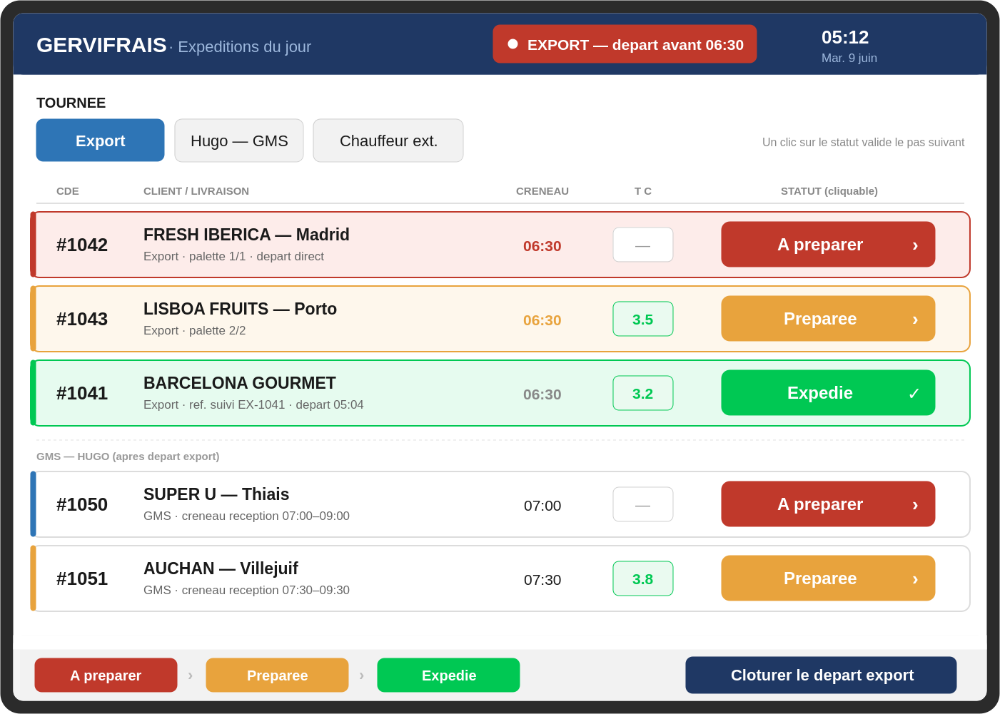 GERVIFRAIS · Expeditions du jour
EXPORT — depart avant 06:30
05:12
Mar. 9 juin
TOURNEE
Export
Hugo — GMS
Chauffeur ext.
Un clic sur le statut valide le pas suivant
CDE
CLIENT / LIVRAISON
CRENEAU
T C
STATUT (cliquable)
#1042
FRESH IBERICA — Madrid
Export · palette 1/1 · depart direct
06:30
—
A preparer ›
#1043
LISBOA FRUITS — Porto
Export · palette 2/2
06:30
3.5
Preparee ›
#1041
BARCELONA GOURMET
Export · ref. suivi EX-1041 · depart 05:04
06:30
3.2
Expedie ✓
GMS — HUGO (apres depart export)
#1050
SUPER U — Thiais
GMS · creneau reception 07:00–09:00
07:00
—
A preparer ›
#1051
AUCHAN — Villejuif
GMS · creneau reception 07:30–09:30
07:30
3.8
Preparee ›
A preparer › Preparee › Expedie
Cloturer le depart export